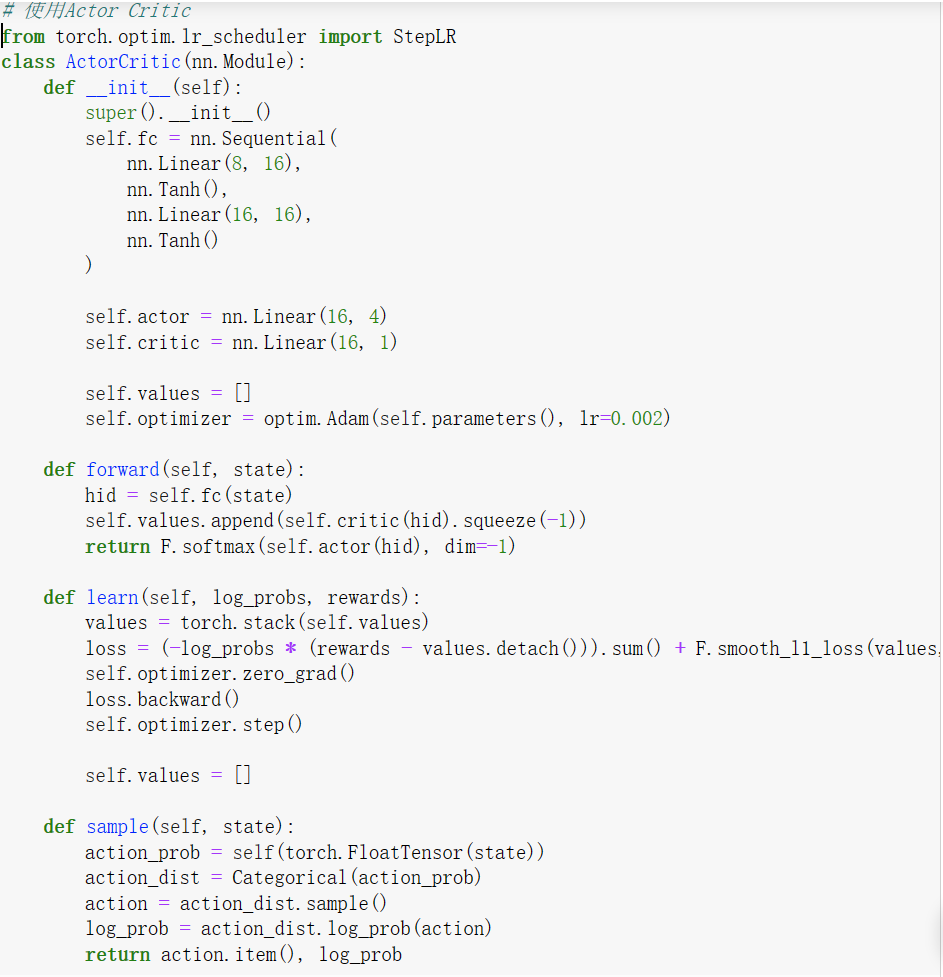 # 使用Actor Critic
from torch.optim.lr_scheduler import StepLR
class ActorCritic(nn.Module):
    def __init__(self):
        super().__init__()
        self.fc = nn.Sequential(
            nn.Linear(8, 16),
            nn.Tanh(),
            nn.Linear(16, 16),
            nn.Tanh()
        )

        self.actor = nn.Linear(16, 4)
        self.critic = nn.Linear(16, 1)

        self.values = []
        self.optimizer = optim.Adam(self.parameters(), lr=0.002)

    def forward(self, state):
        hid = self.fc(state)
        self.values.append(self.critic(hid).squeeze(-1))
        return F.softmax(self.actor(hid), dim=-1)

    def learn(self, log_probs, rewards):
        values = torch.stack(self.values)
        loss = (-log_probs * (rewards - values.detach())).sum() + F.smooth_l1_loss(values,
        self.optimizer.zero_grad()
        loss.backward()
        self.optimizer.step()

        self.values = []

    def sample(self, state):
        action_prob = self(torch.FloatTensor(state))
        action_dist = Categorical(action_prob)
        action = action_dist.sample()
        log_prob = action_dist.log_prob(action)
        return action.item(), log_prob